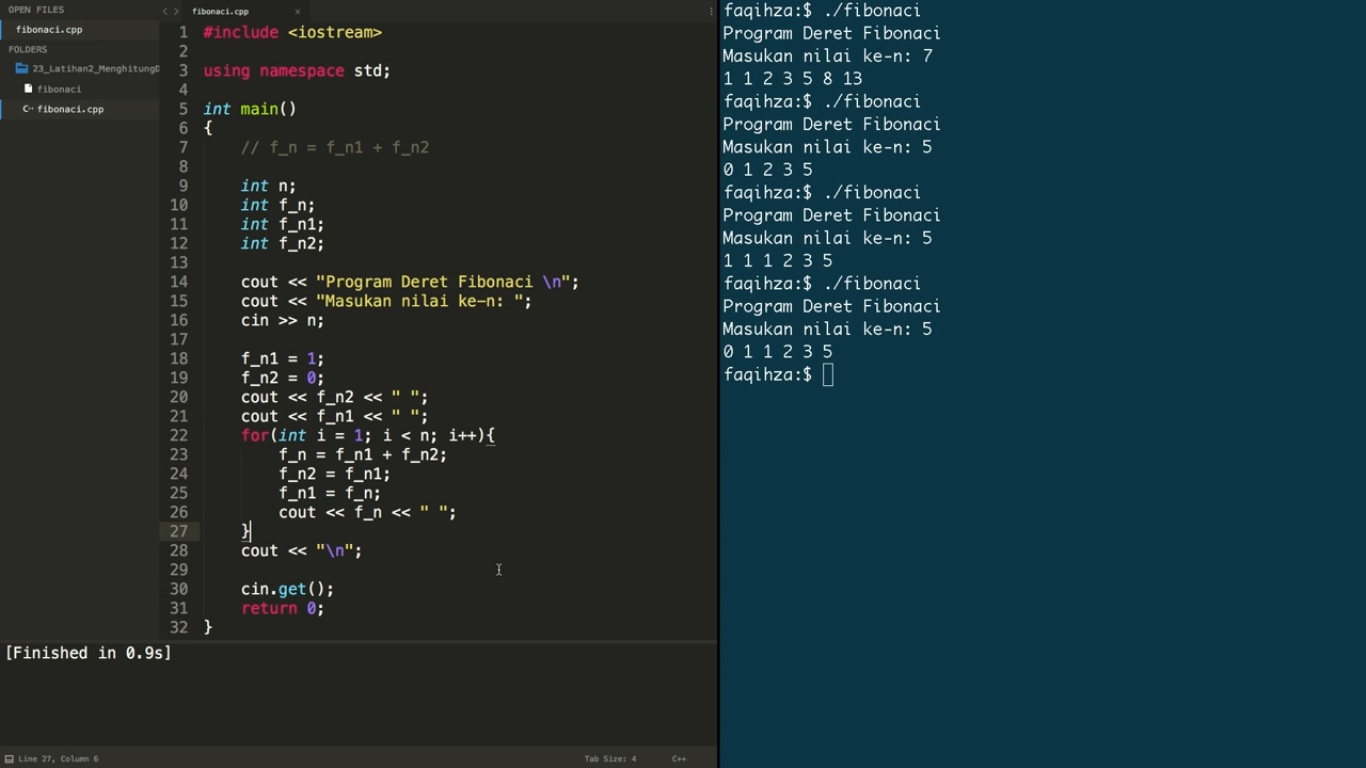 OPEN FILES
fibonaci.cpp
FOLDERS
23_Latihan2_MenghitungD
fibonaci
C++ fibonaci.cpp
fibonaci.cpp ×
1 #include <iostream>
2
3 using namespace std;
4
5 int main()
6 {
7 // f_n = f_n1 + f_n2
8
9 int n;
10 int f_n;
11 int f_n1;
12 int f_n2;
13
14 cout << "Program Deret Fibonaci \n";
15 cout << "Masukan nilai ke-n: ";
16 cin >> n;
17
18 f_n1 = 1;
19 f_n2 = 0;
20 cout << f_n2 << " ";
21 cout << f_n1 << " ";
22 for(int i = 1; i < n; i++){
23 f_n = f_n1 + f_n2;
24 f_n2 = f_n1;
25 f_n1 = f_n;
26 cout << f_n << " ";
27 }
28 cout << "\n";
29
30 cin.get();
31 return 0;
32 }
[Finished in 0.9s]
Line 27, Column 6
Tab Size: 4
C++
faqihza:$ ./fibonaci
Program Deret Fibonaci
Masukan nilai ke-n: 7
1 1 2 3 5 8 13
faqihza:$ ./fibonaci
Program Deret Fibonaci
Masukan nilai ke-n: 5
0 1 2 3 5
faqihza:$ ./fibonaci
Program Deret Fibonaci
Masukan nilai ke-n: 5
1 1 1 2 3 5
faqihza:$ ./fibonaci
Program Deret Fibonaci
Masukan nilai ke-n: 5
0 1 1 2 3 5
faqihza:$